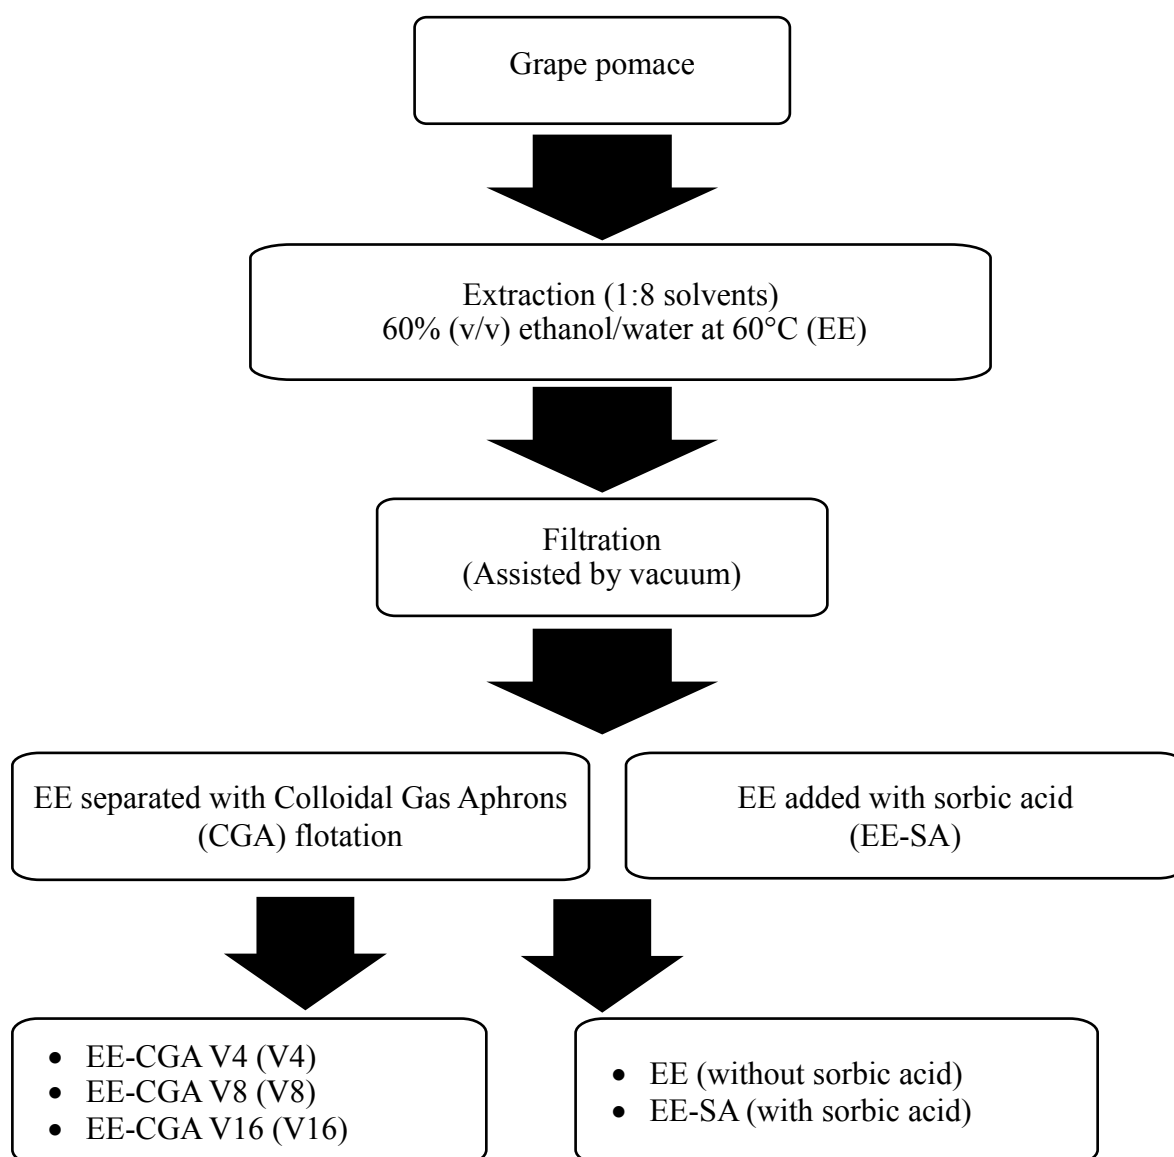 Grape pomace
Extraction (1:8 solvents)
60% (v/v) ethanol/water at 60°C (EE)
Filtration
(Assisted by vacuum)
EE separated with Colloidal Gas Aphrons
(CGA) flotation
EE added with sorbic acid
(EE-SA)
• EE-CGA V4 (V4)
• EE-CGA V8 (V8)
• EE-CGA V16 (V16)
• EE (without sorbic acid)
• EE-SA (with sorbic acid)